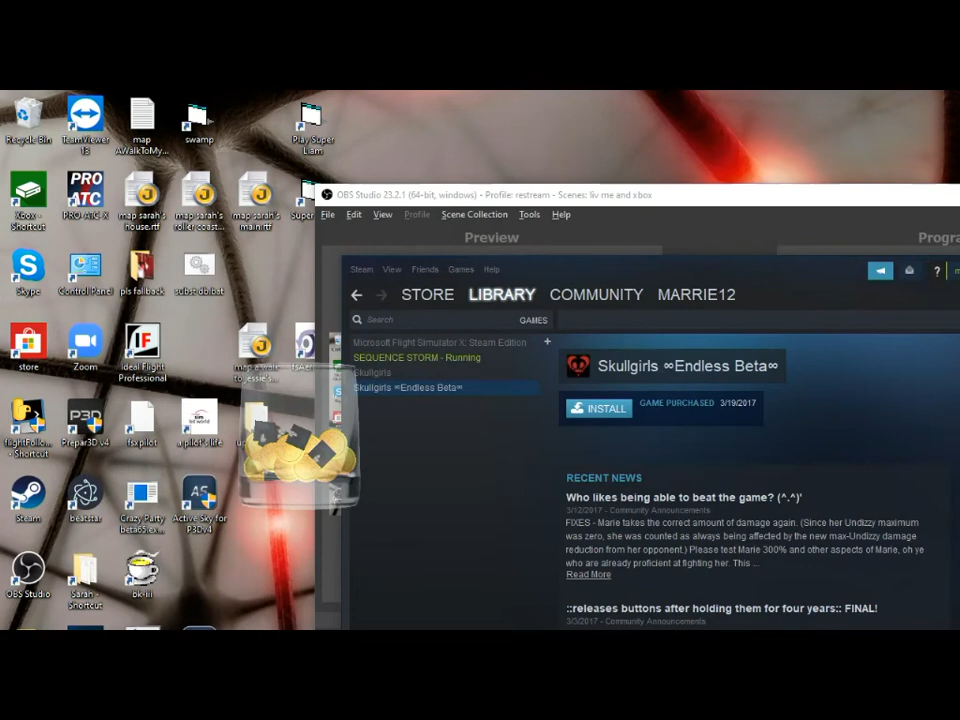 Recycle Bin
TeamViewer
13
map
AWalkToMy...
swamp
Play Super
Liam
Xbox -
Shortcut
PRO
ATC
PRO-ATC-X
map sarah's
house.rtf
map sarah's
roller coast...
map sarah's
main.rtf
Super
Skype
Control Panel
pls fallback
subst db.bat
store
Zoom
Ideal Flight
Professional
fsAer
flightFollo...
- Shortcut
P3D
Prepar3D v4
fsxpilot
a pilot's life
Steam
beatstar
Crazy Party
AS
Active Sky for
P3Dv4
OBS Studio
Sarah -
Shortcut
bk-iii
OBS Studio 23.2.1 (64-bit, windows) - Profile: restream - Scenes: liv me and xbox
File Edit View Profile Scene Collection Tools Help
Preview
Progra
Steam View Friends Games Help
?
STORE LIBRARY COMMUNITY MARRIE12
Search
GAMES
Microsoft Flight Simulator X: Steam Edition
SEQUENCE STORM - Running
Skullgirls
Skullgirls ∞Endless Beta∞
+
Skullgirls ∞Endless Beta∞
INSTALL
GAME PURCHASED 3/19/2017
RECENT NEWS
Who likes being able to beat the game? (^.^)'
3/12/2017 - Community Announcements
FIXES - Marie takes the correct amount of damage again. (Since her Undizzy maximum
was zero, she was counted as always being affected by the new max-Undizzy damage
reduction from her opponent.) Please test Marie 300% and other aspects of Marie, oh ye
who are already proficient at fighting her. This ...
Read More
::releases buttons after holding them for four years:: FINAL!
3/3/2017 - Community Announcements